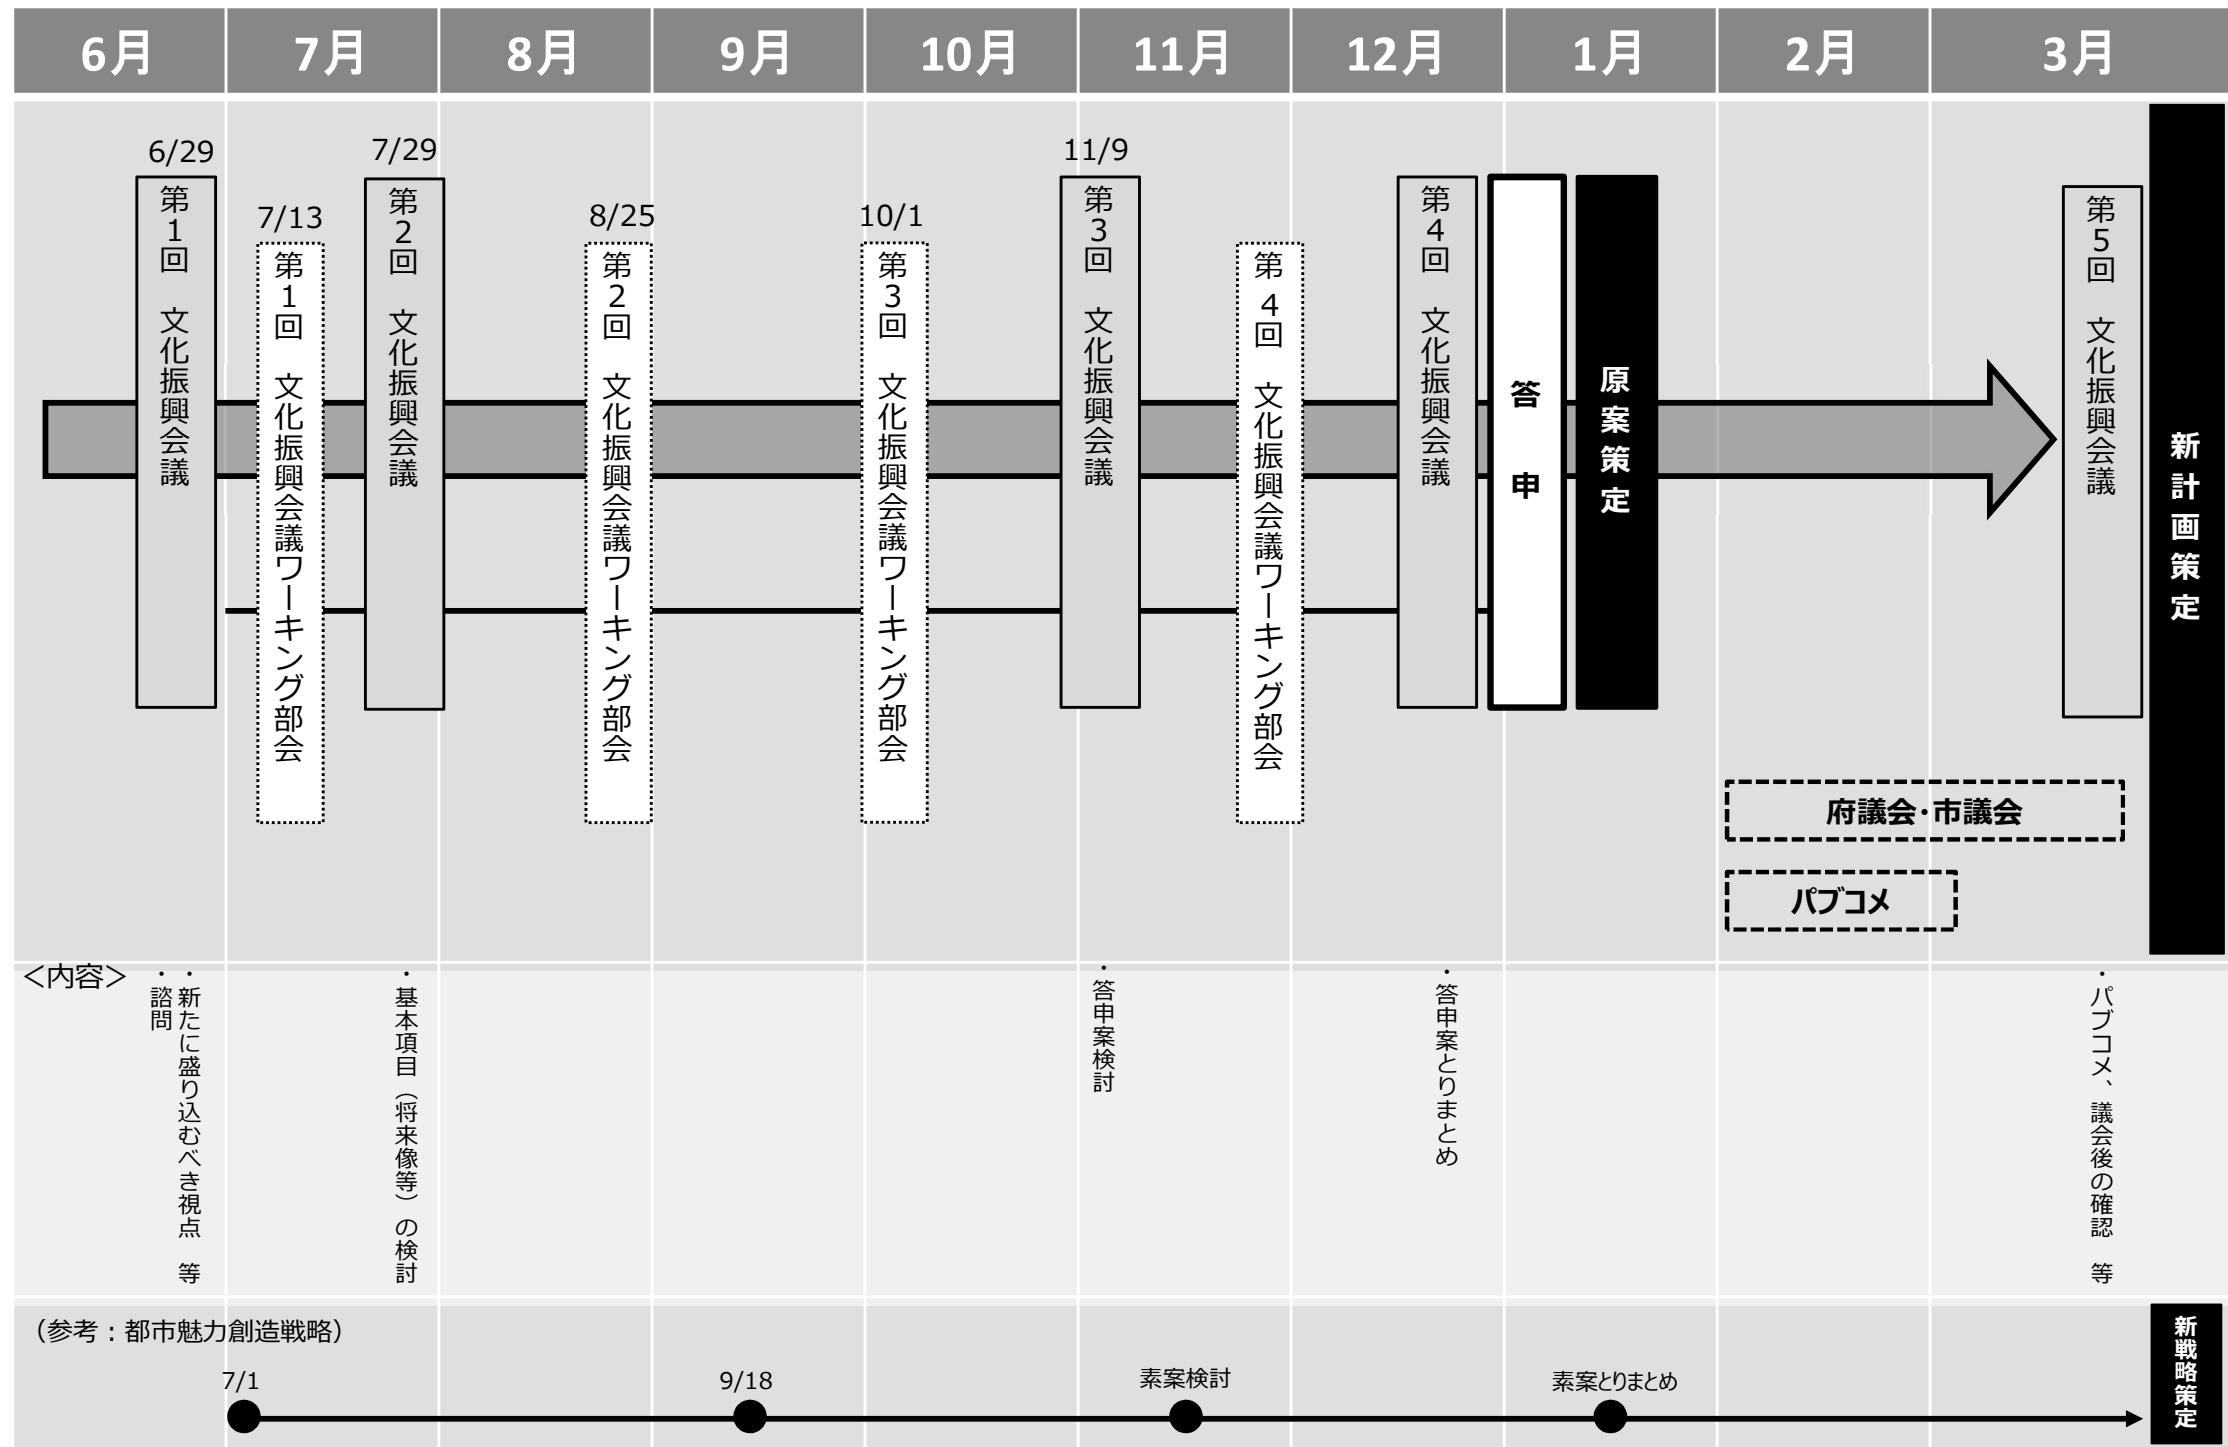 6月 7月 8月 9月 10月 11月 12月 1月 2月 3月
6/29
第1回 文化振興会議
7/13
第1回 文化振興会議ワーキング部会
7/29
第2回 文化振興会議
8/25
第2回 文化振興会議ワーキング部会
10/1
第3回 文化振興会議ワーキング部会
11/9
第3回 文化振興会議
第4回 文化振興会議ワーキング部会
第4回 文化振興会議
答申
原案策定
第5回 文化振興会議
新計画策定
府議会・市議会
パブコメ
<内容>
・新たに盛り込むべき視点 等
・諮問
・基本項目（将来像等）の検討
・答申案検討
・答申案とりまとめ
・パブコメ、議会後の確認 等
（参考：都市魅力創造戦略）
7/1
9/18
素案検討
素案とりまとめ
新戦略策定